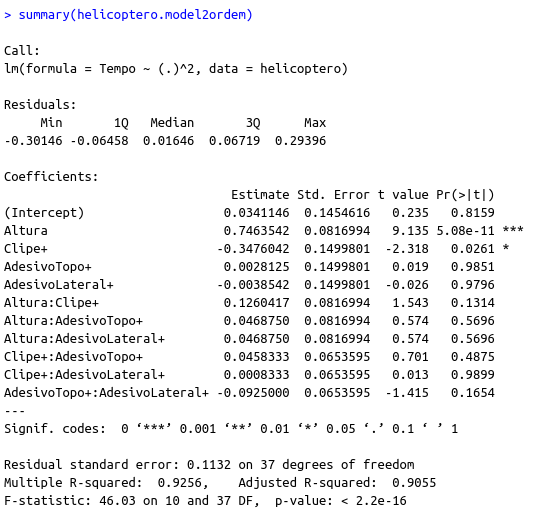 > summary(helicoptero.model2ordem)

Call:
lm(formula = Tempo ~ (.)^2, data = helicoptero)

Residuals:
     Min       1Q   Median       3Q      Max
-0.30146 -0.06458  0.01646  0.06719  0.29396

Coefficients:
                              Estimate Std. Error t value Pr(>|t|)
(Intercept)                  0.0341146  0.1454616   0.235   0.8159
Altura                       0.7463542  0.0816994   9.135 5.08e-11 ***
Clipe+                      -0.3476042  0.1499801  -2.318   0.0261 *
AdesivoTopo+                 0.0028125  0.1499801   0.019   0.9851
AdesivoLateral+             -0.0038542  0.1499801  -0.026   0.9796
Altura:Clipe+                0.1260417  0.0816994   1.543   0.1314
Altura:AdesivoTopo+          0.0468750  0.0816994   0.574   0.5696
Altura:AdesivoLateral+       0.0468750  0.0816994   0.574   0.5696
Clipe+:AdesivoTopo+          0.0458333  0.0653595   0.701   0.4875
Clipe+:AdesivoLateral+       0.0008333  0.0653595   0.013   0.9899
AdesivoTopo+:AdesivoLateral+ -0.0925000  0.0653595  -1.415   0.1654
---
Signif. codes:  0 ‘***’ 0.001 ‘**’ 0.01 ‘*’ 0.05 ‘.’ 0.1 ‘ ’ 1

Residual standard error: 0.1132 on 37 degrees of freedom
Multiple R-squared:  0.9256,    Adjusted R-squared:  0.9055
F-statistic: 46.03 on 10 and 37 DF,  p-value: < 2.2e-16